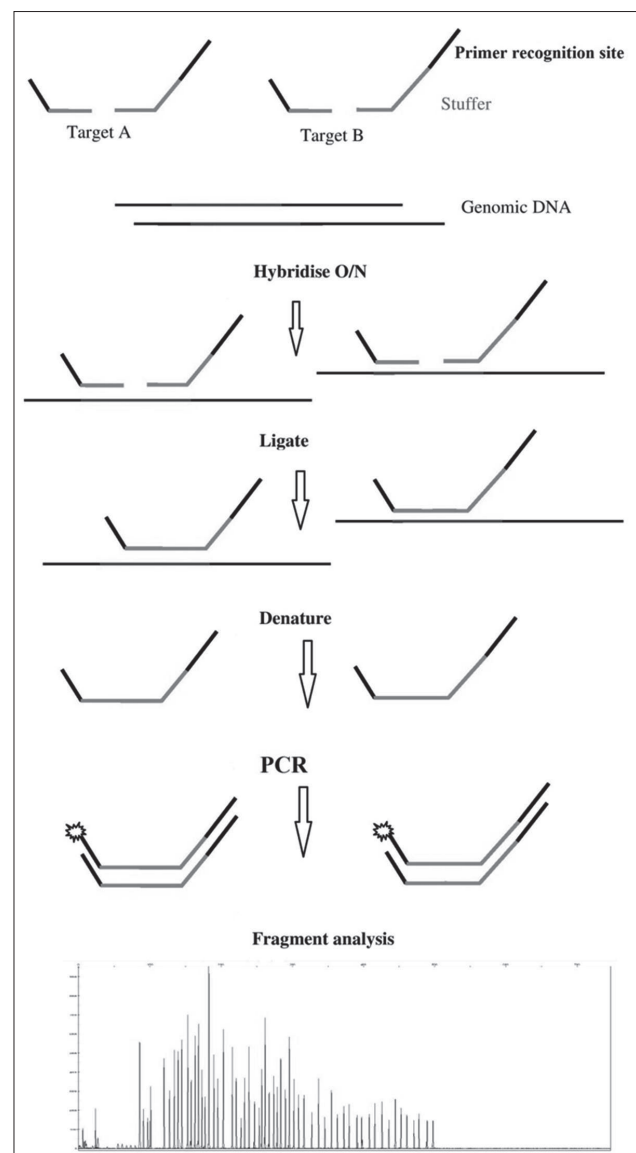 Primer recognition site
Stuffer
Target A
Target B
Genomic DNA
Hybridise O/N
Ligate
Denature
PCR
Fragment analysis